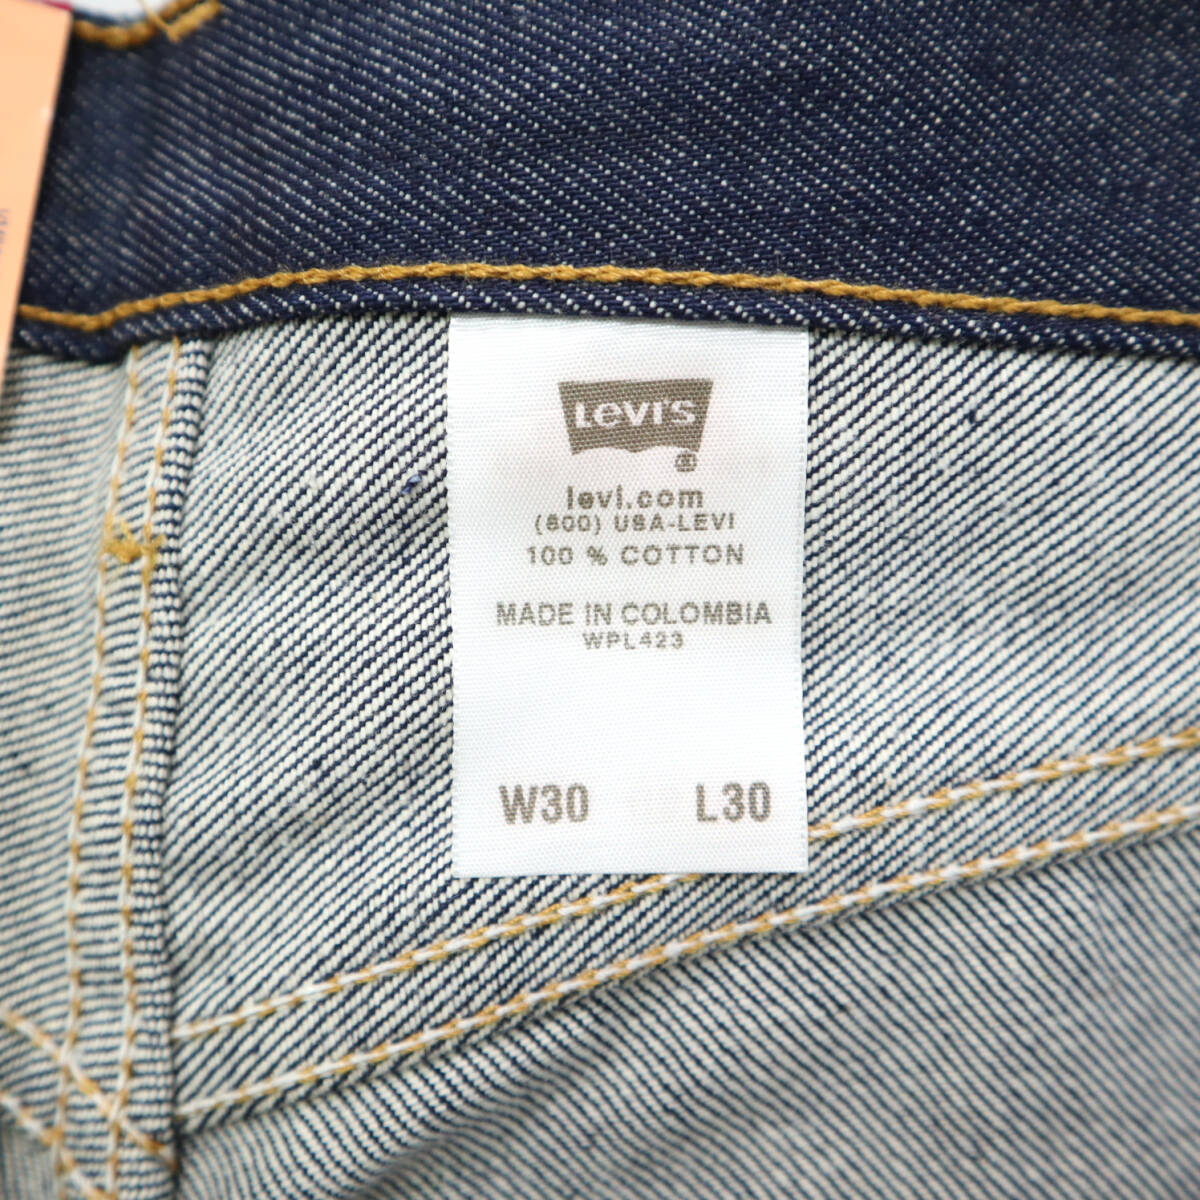 LEVI'S
®
levi.com
(800) USA-LEVI
100 % COTTON
MADE IN COLOMBIA
WPL423
W30 L30